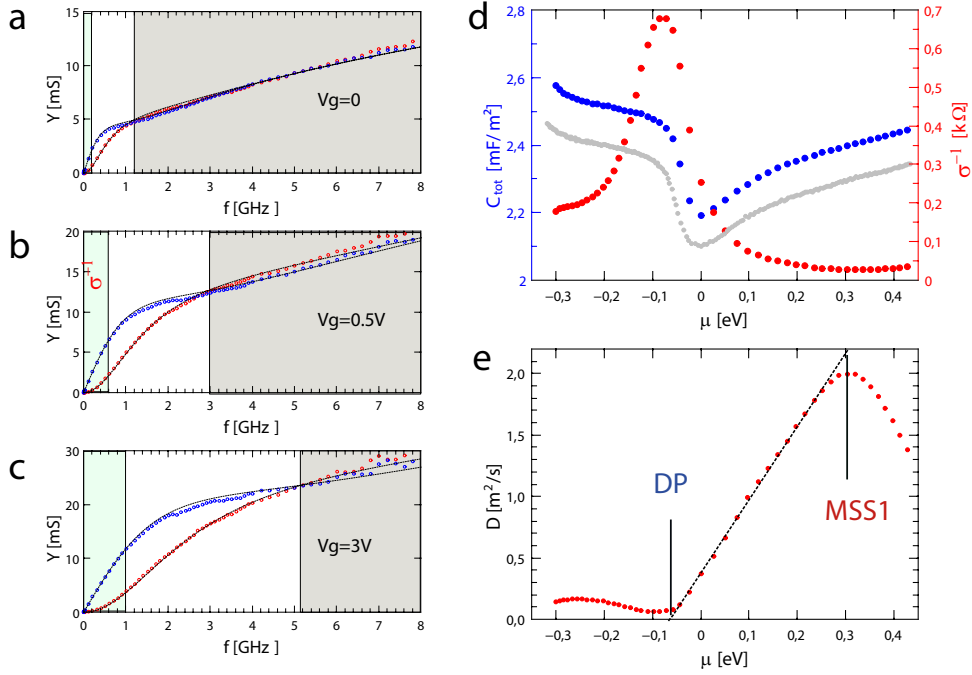 a
15
10
5
0
Y [mS]
Vg=0
0 1 2 3 4 5 6 7 8
f [GHz]
b
20
15
10
5
0
Y [mS]
σ⁻¹
Vg=0.5V
0 1 2 3 4 5 6 7 8
f [GHz]
c
30
20
10
0
Y [mS]
Vg=3V
0 1 2 3 4 5 6 7 8
f [GHz]
d
2,8
2,6
2,4
2,2
2
C_tot [mF/ m²]
0,7
0,6
0,5
0,4
0,3
0,2
0,1
0
σ⁻¹ [kΩ]
−0,3 −0,2 −0,1 0 0,1 0,2 0,3 0,4
μ [eV]
e
2,0
1,5
1,0
0,5
0,0
D [m²/s]
DP
MSS1
−0,3 −0,2 −0,1 0 0,1 0,2 0,3 0,4
μ [eV]